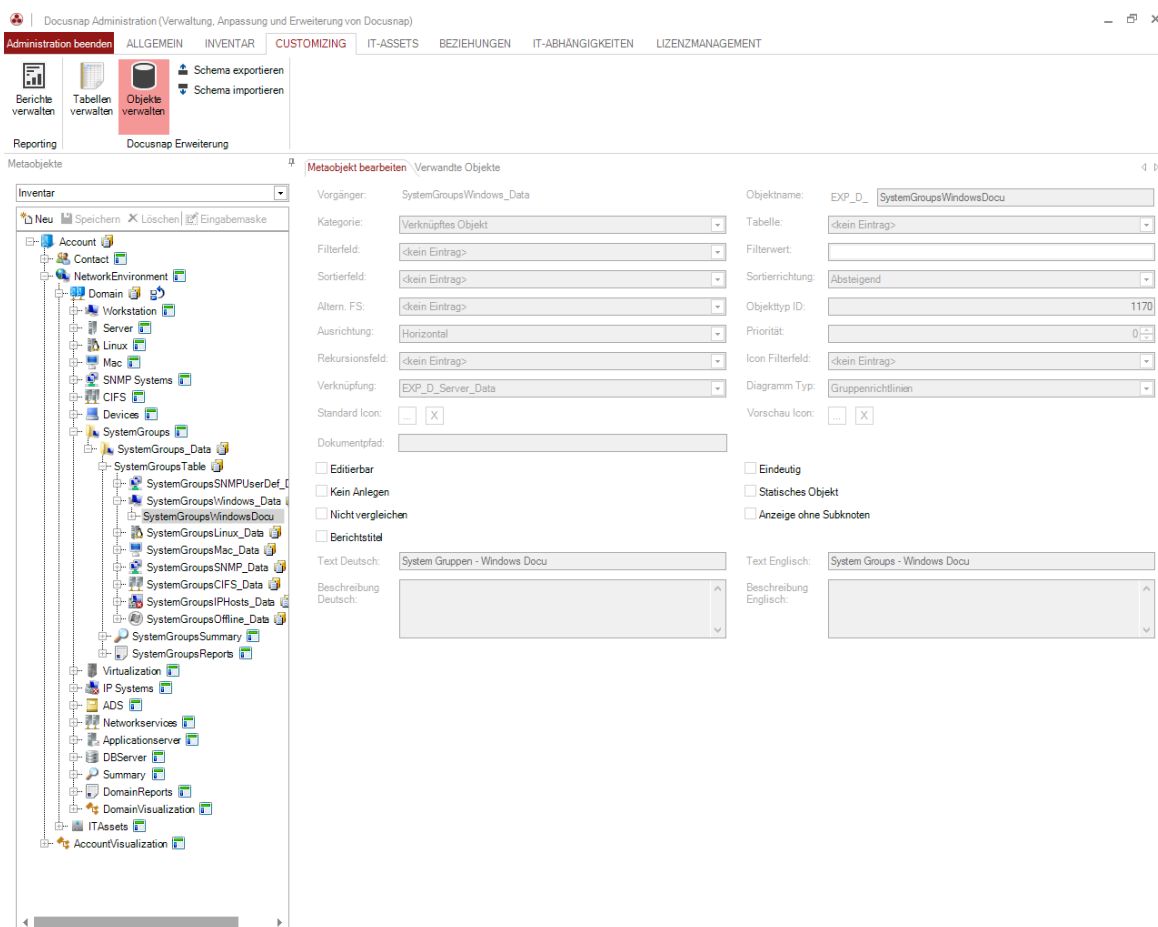 Docusnap Administration (Verwaltung, Anpassung und Erweiterung von Docusnap)
Administration beenden ALLGEMEIN INVENTAR CUSTOMIZING IT-ASSETS BEZIEHUNGEN IT-ABHÄNGIGKEITEN LIZENZMANAGEMENT
Berichte verwalten
Tabellen verwalten
Objekte verwalten
Schema exportieren
Schema importieren
Reporting Docusnap Erweiterung
Metaobjekte
Inventar
Neu Speichern Löschen Eingabemaske
Account
Contact
NetworkEnvironment
Domain
Workstation
Server
Linux
Mac
SNMP Systems
CIFS
Devices
SystemGroups
SystemGroups_Data
SystemGroupsTable
SystemGroupsSNMPUserDef_D
SystemGroupsWindows_Data
SystemGroupsWindowsDocu
SystemGroupsLinux_Data
SystemGroupsMac_Data
SystemGroupsSNMP_Data
SystemGroupsCIFS_Data
SystemGroupsIPHosts_Data
SystemGroupsOffline_Data
SystemGroupsSummary
SystemGroupsReports
Virtualization
IP Systems
ADS
Networkservices
Applicationserver
DBServer
Summary
DomainReports
DomainVisualization
ITAssets
AccountVisualization
Metaobjekt bearbeiten Verwandte Objekte
Vorgänger: SystemGroupsWindows_Data Objektname: EXP_D_ SystemGroupsWindowsDocu
Kategorie: Verknüpftes Objekt Tabelle: <kein Eintrag>
Filterfeld: <kein Eintrag> Filterwert:
Sortierfeld: <kein Eintrag> Sortierrichtung: Absteigend
Altern. FS: <kein Eintrag> Objekttyp ID: 1170
Ausrichtung: Horizontal Priorität: 0
Rekursionsfeld: <kein Eintrag> Icon Filterfeld: <kein Eintrag>
Verknüpfung: EXP_D_Server_Data Diagramm Typ: Gruppenrichtlinien
Standard Icon: ... X Vorschau Icon: ... X
Dokumentpfad:
Editierbar Eindeutig
Kein Anlegen Statisches Objekt
Nicht vergleichen Anzeige ohne Subknoten
Berichtstitel
Text Deutsch: System Gruppen - Windows Docu Text Englisch: System Groups - Windows Docu
Beschreibung Deutsch: Beschreibung Englisch: